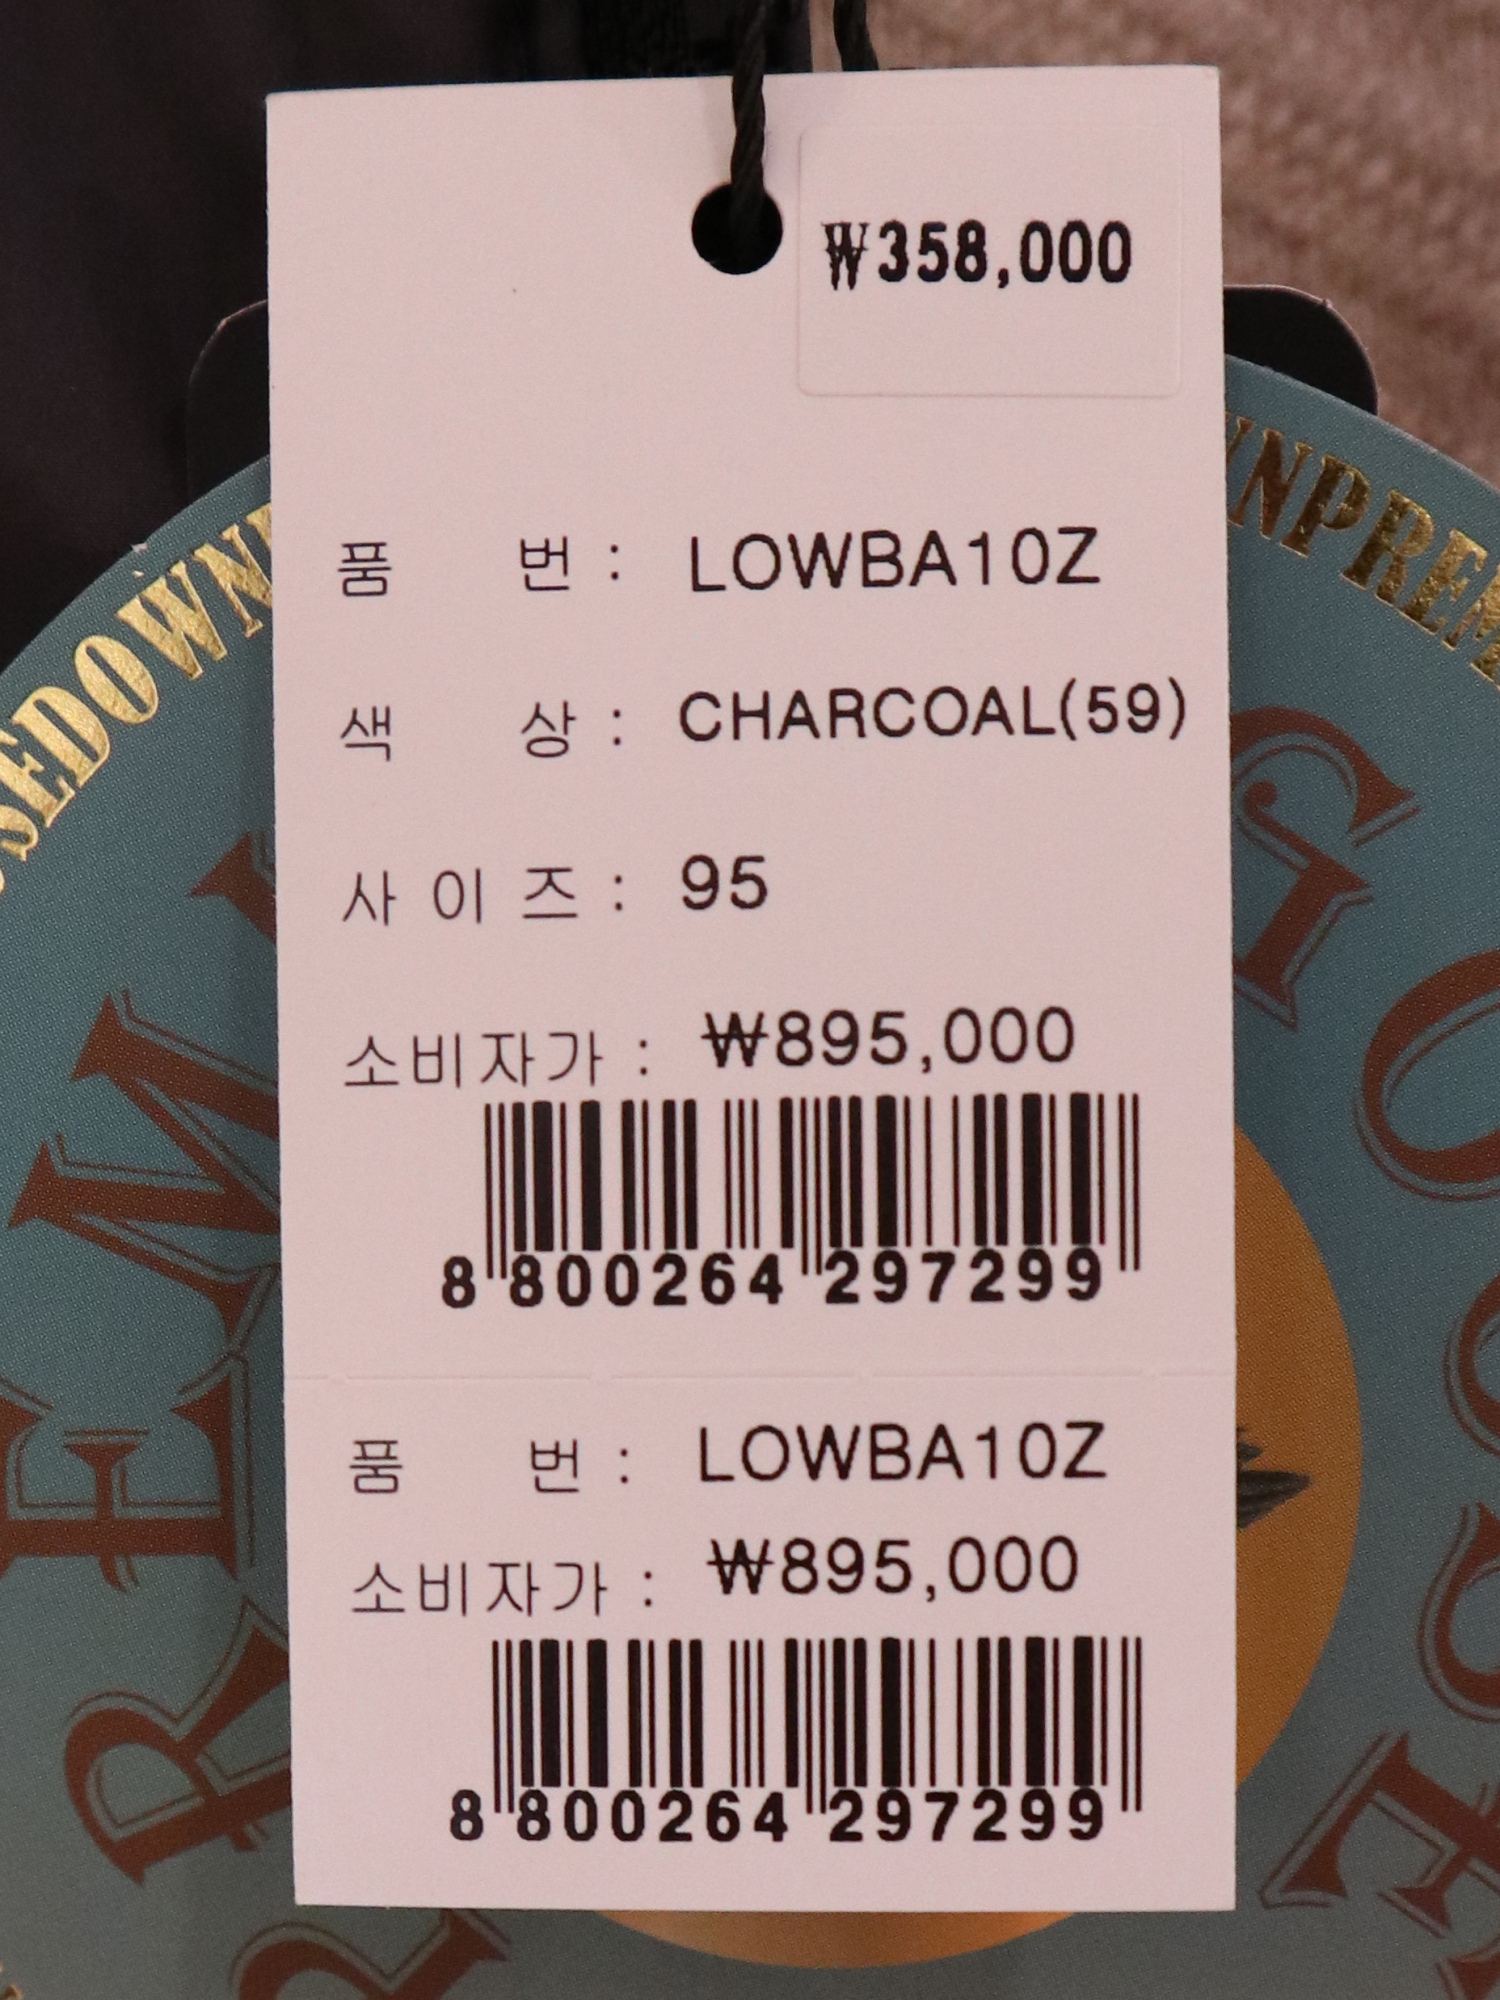 ₩358,000
품 번 : LOWBA10Z
색 상 : CHARCOAL(59)
사 이 즈 : 95
소비자가 : ₩895,000
8 800264 297299
품 번 : LOWBA10Z
소비자가 : ₩895,000
8 800264 297299